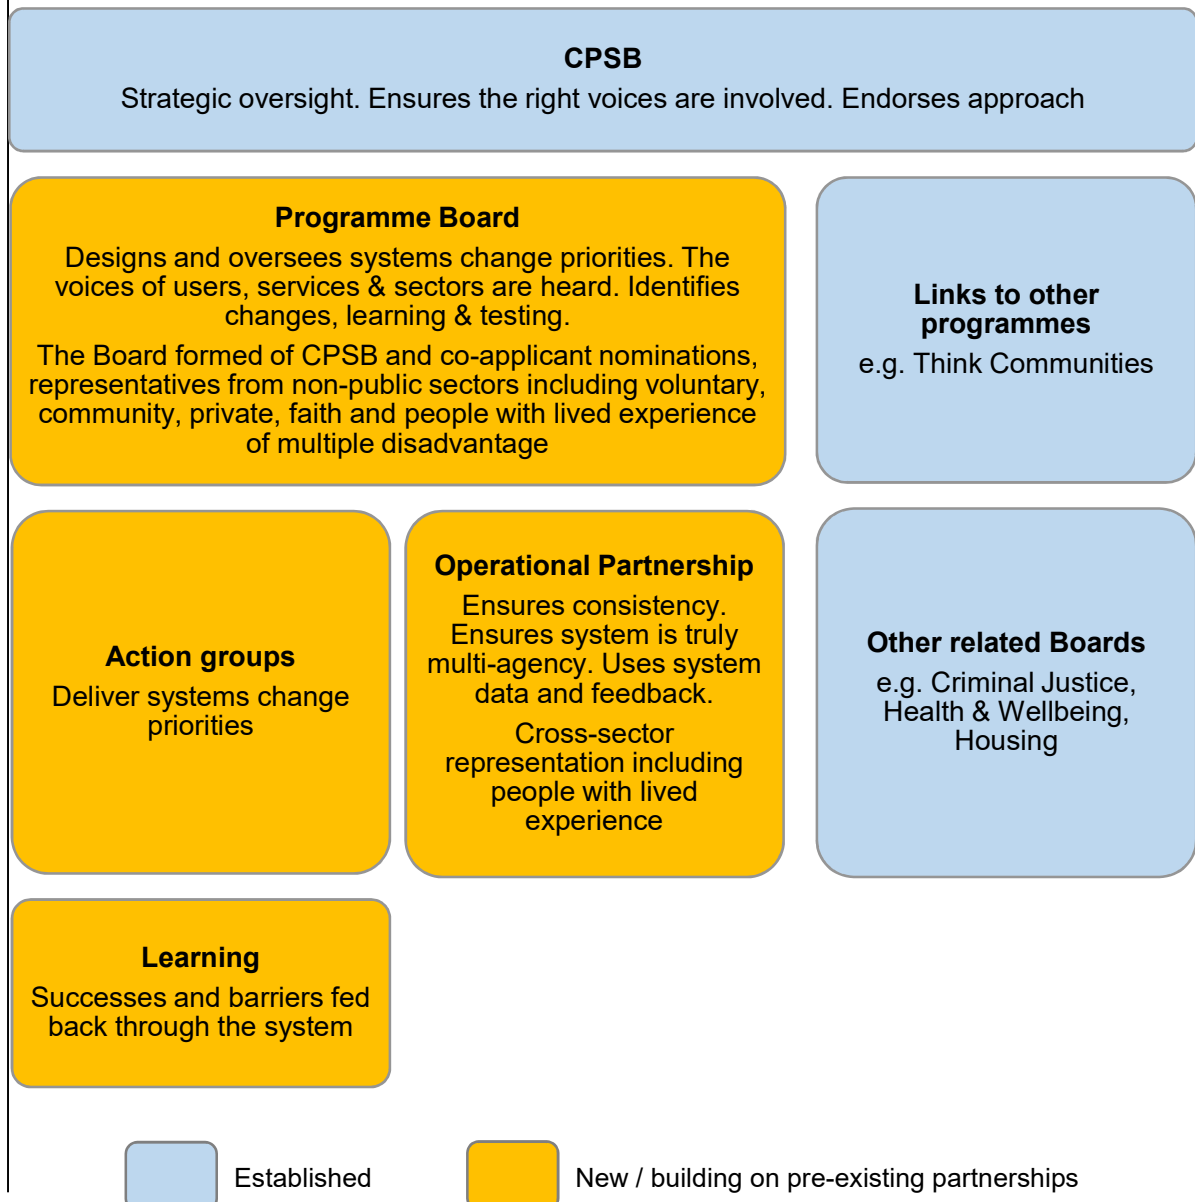 CPSB
Strategic oversight. Ensures the right voices are involved. Endorses approach
Programme Board
Designs and oversees systems change priorities. The
voices of users, services & sectors are heard. Identifies
changes, learning & testing.
The Board formed of CPSB and co-applicant nominations,
representatives from non-public sectors including voluntary,
community, private, faith and people with lived experience
of multiple disadvantage
Links to other
programmes
e.g. Think Communities
Action groups
Deliver systems change
priorities
Operational Partnership
Ensures consistency.
Ensures system is truly
multi-agency. Uses system
data and feedback.
Cross-sector
representation including
people with lived
experience
Other related Boards
e.g. Criminal Justice,
Health & Wellbeing,
Housing
Learning
Successes and barriers fed
back through the system
Established
New / building on pre-existing partnerships